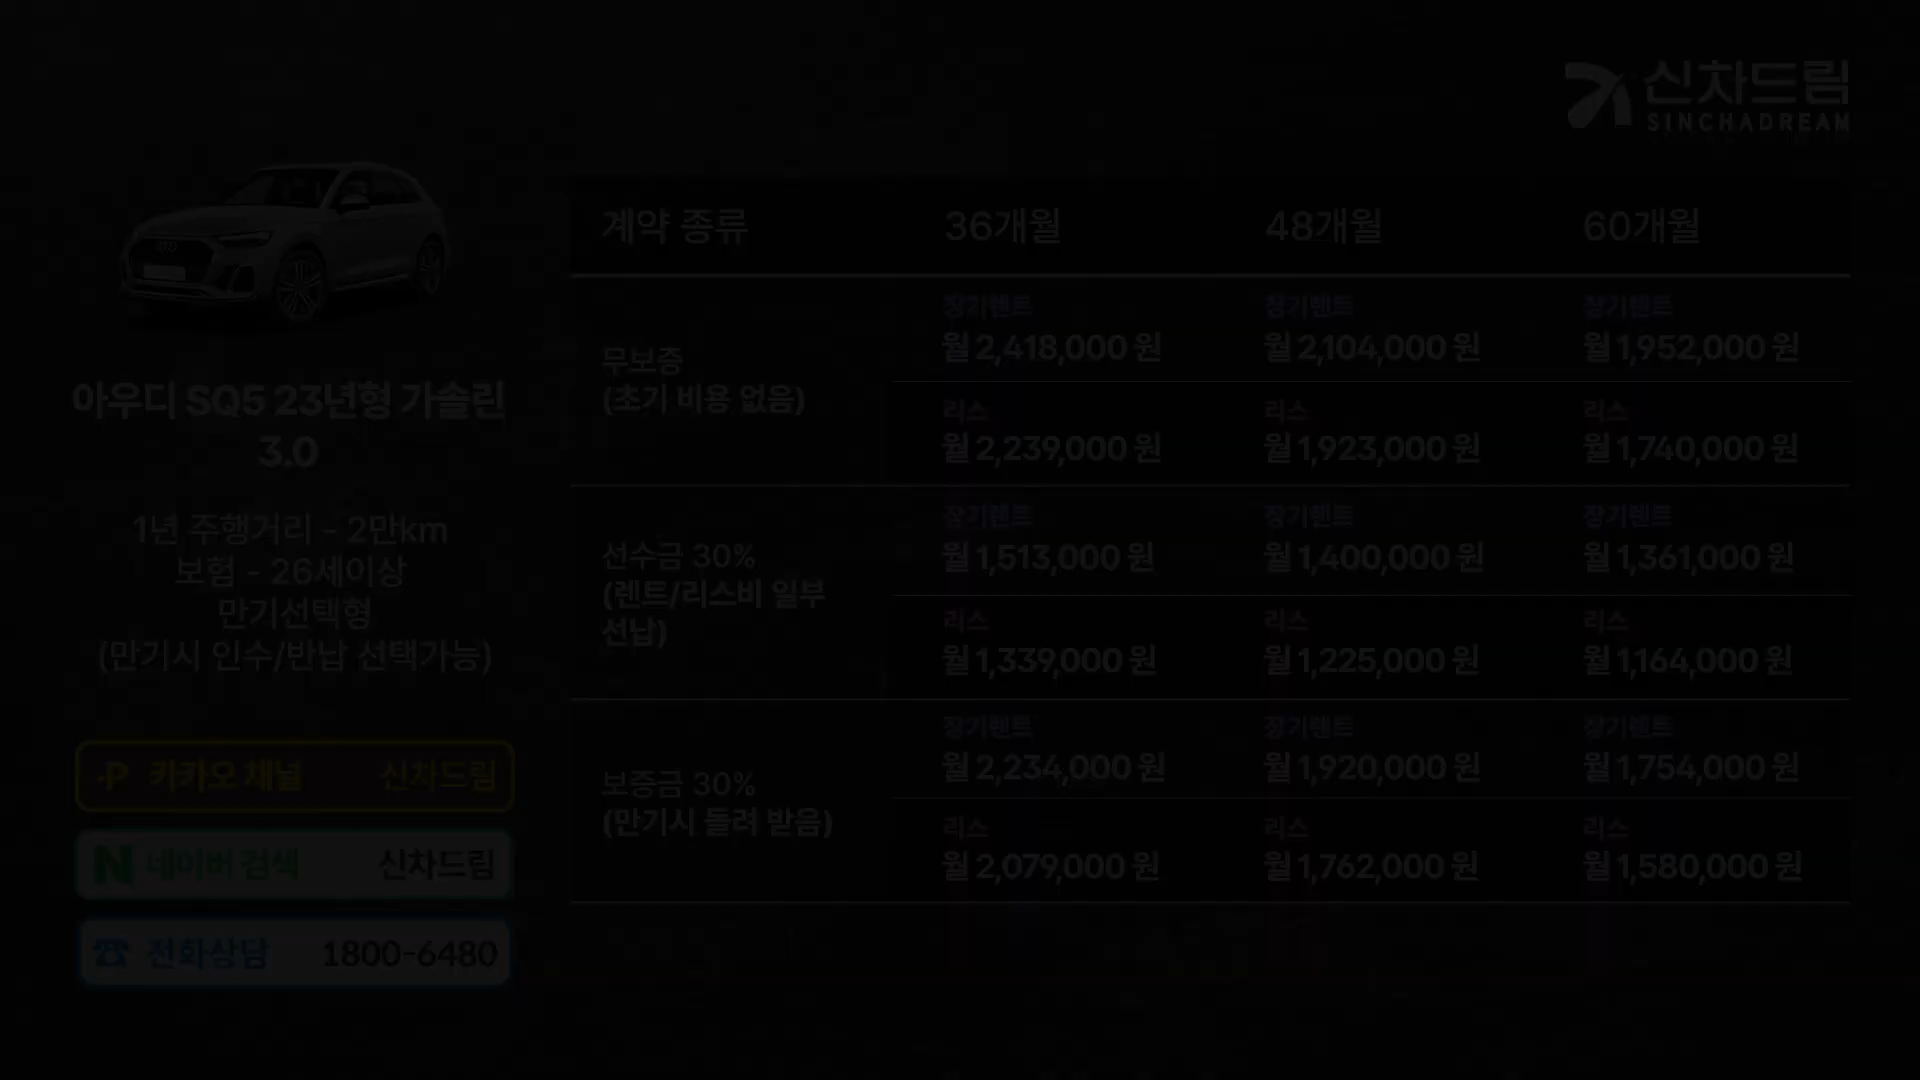 신차드림
SINCHADREAM
아우디 SQ5 23년형 가솔린
3.0
1년 주행거리 - 2만km
보험 - 26세이상
만기선택형
(만기시 인수/반납 선택가능)
카카오 채널 신차드림
네이버 검색 신차드림
전화상담 1800-6480
계약 종류 36개월 48개월 60개월
무보증
(초기 비용 없음)
장기렌트 장기렌트 장기렌트
월 2,418,000 원 월 2,104,000 원 월 1,952,000 원
리스 리스 리스
월 2,239,000 원 월 1,923,000 원 월 1,740,000 원
선수금 30%
(렌트/리스비 일부
선납)
장기렌트 장기렌트 장기렌트
월 1,513,000 원 월 1,400,000 원 월 1,361,000 원
리스 리스 리스
월 1,339,000 원 월 1,225,000 원 월 1,164,000 원
보증금 30%
(만기시 돌려 받음)
장기렌트 장기렌트 장기렌트
월 2,234,000 원 월 1,920,000 원 월 1,754,000 원
리스 리스 리스
월 2,079,000 원 월 1,762,000 원 월 1,580,000 원